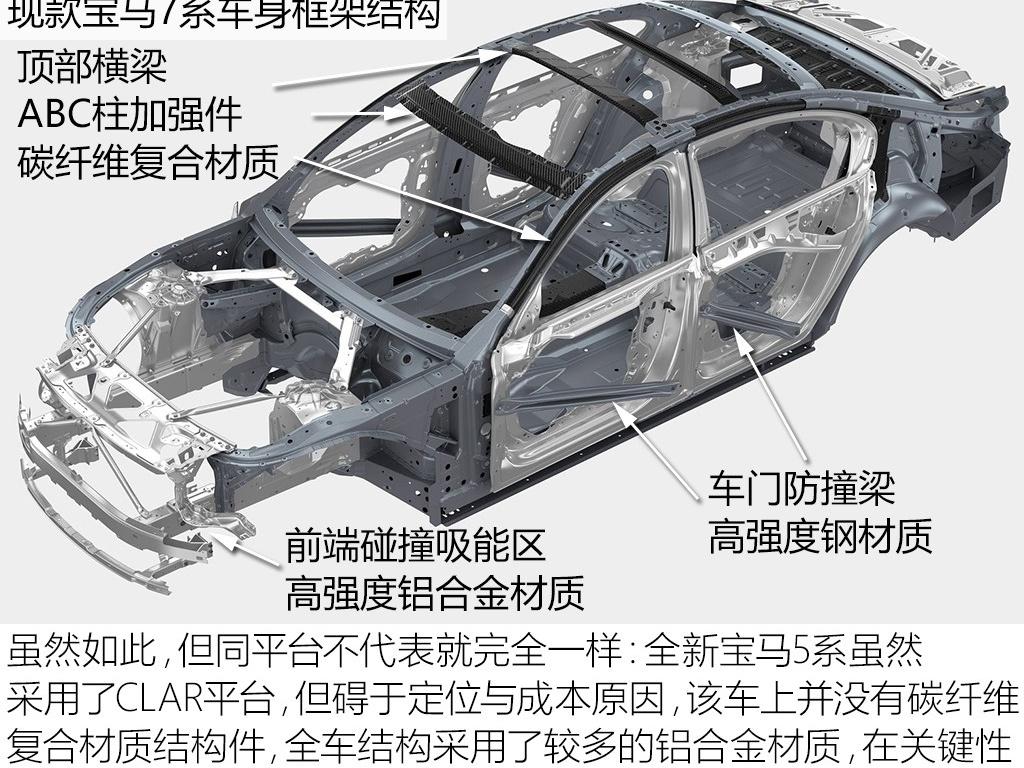 现款宝马7系车身框架结构
顶部横梁
ABC柱加强件
碳纤维复合材质
车门防撞梁
高强度钢材质
前端碰撞吸能区
高强度铝合金材质
虽然如此,但同平台不代表就完全一样:全新宝马5系虽然
采用了CLAR平台,但碍于定位与成本原因,该车上并没有碳纤维
复合材质结构件,全车结构采用了较多的铝合金材质,在关键性